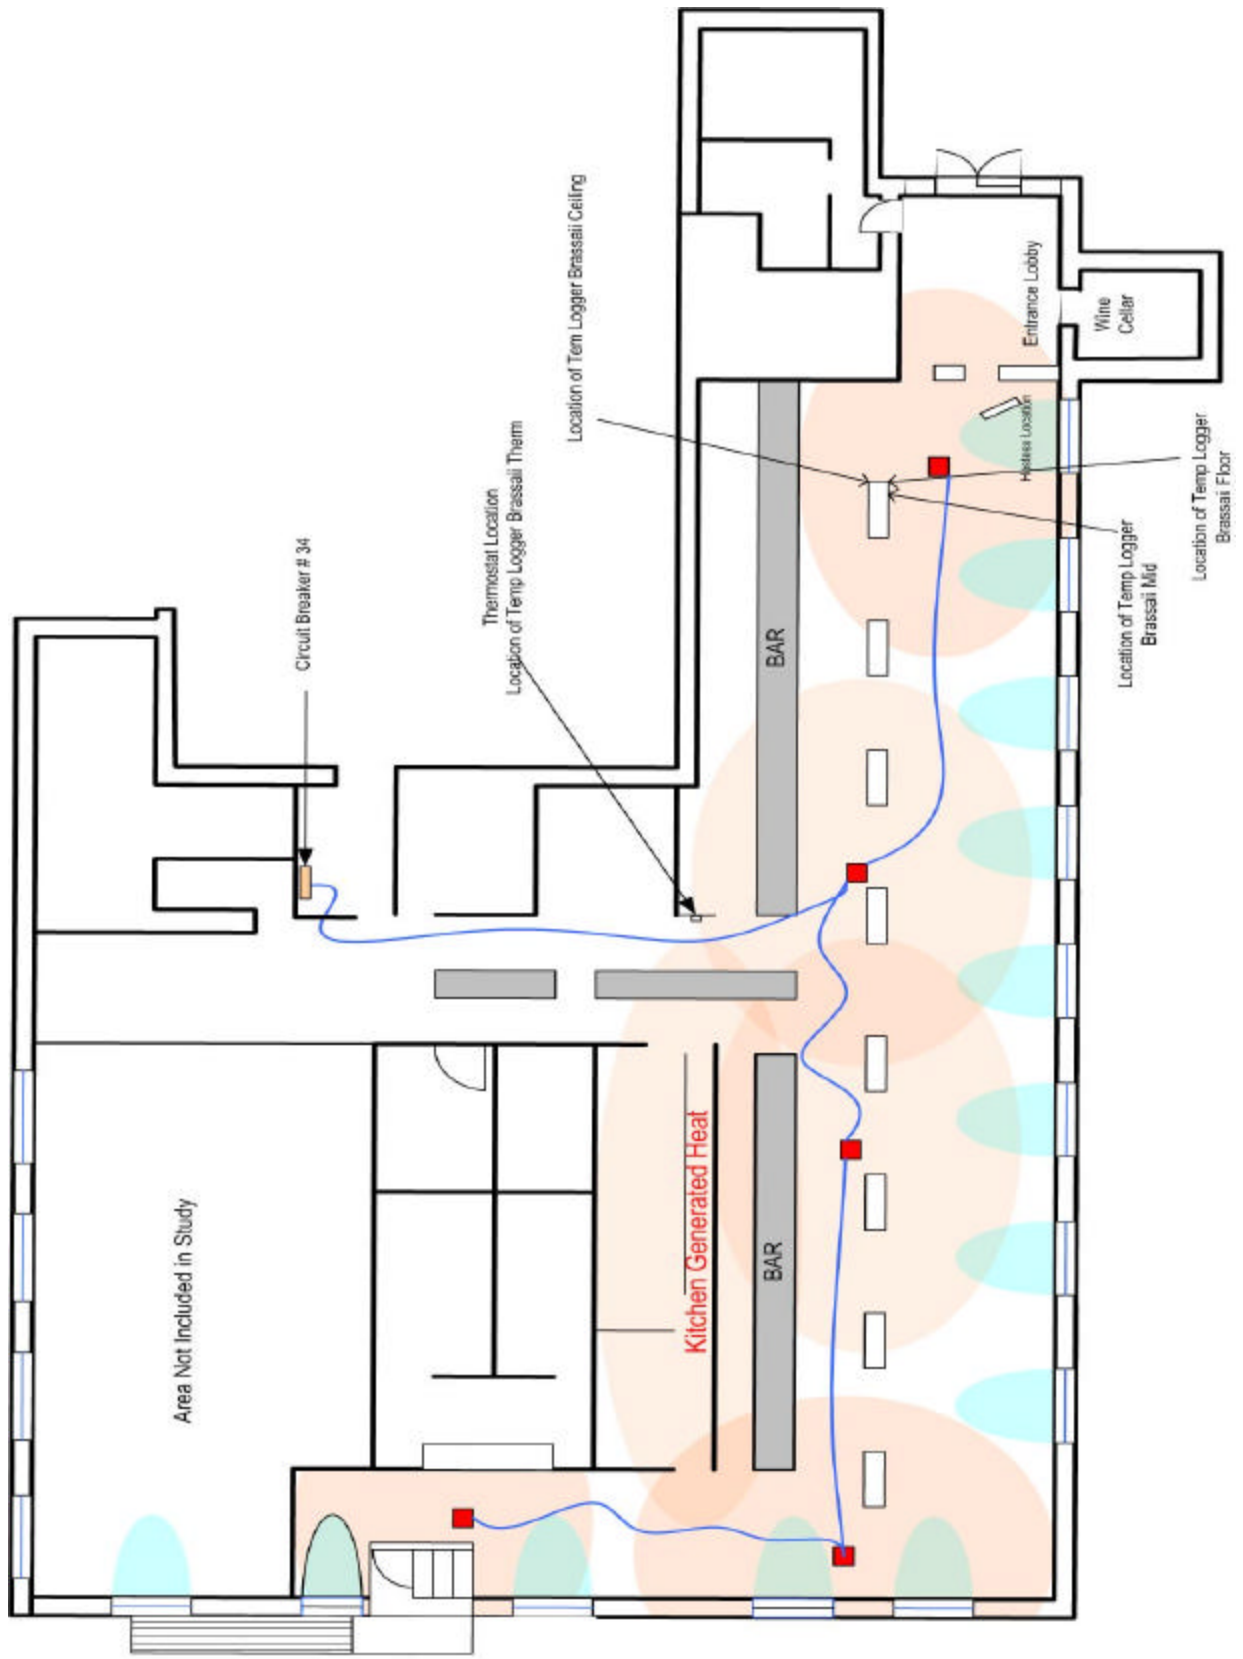 Location of Tem Logger Brassaii Ceiling
Entrance Lobby
Wine
Cellar
Hostess Location
Thermostat Location
Location of Temp Logger Brassaii Therm
Circuit Breaker # 34
Location of Temp Logger
Brassaii Floor
Location of Temp Logger
Brassaii Mid
BAR
Kitchen Generated Heat
BAR
Area Not Included in Study